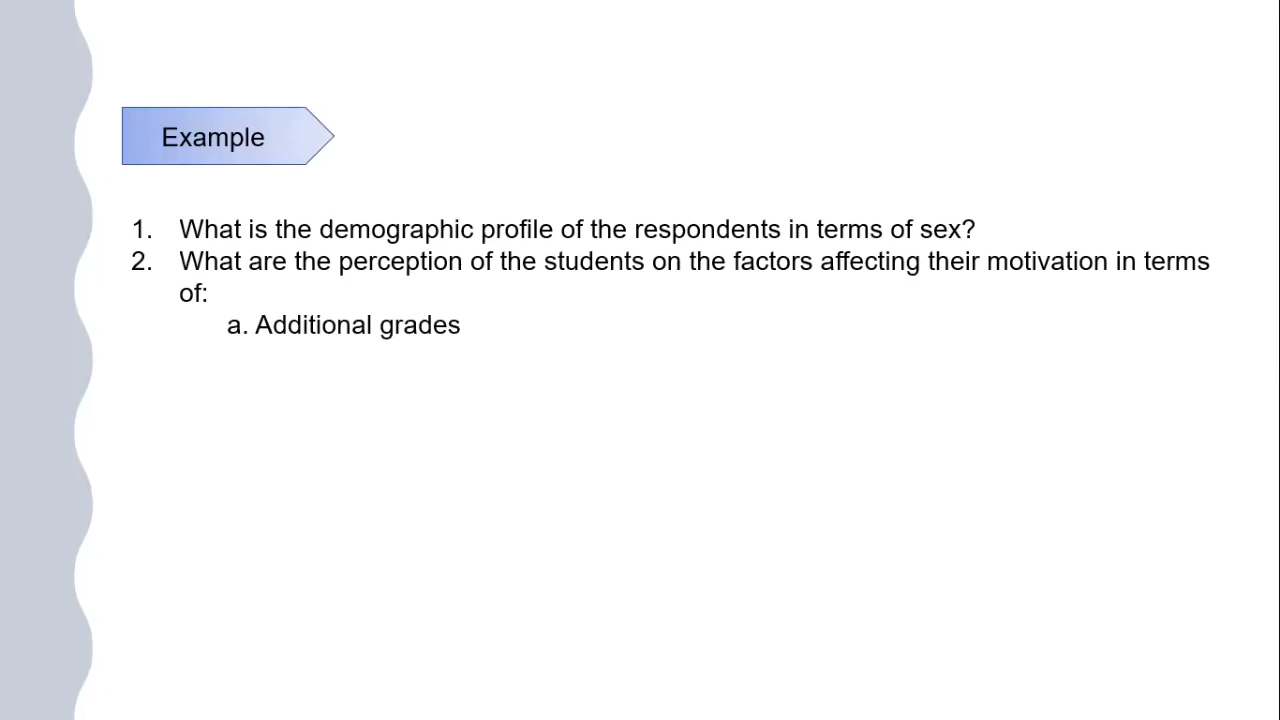 Example
1. What is the demographic profile of the respondents in terms of sex?
2. What are the perception of the students on the factors affecting their motivation in terms
of:
a. Additional grades